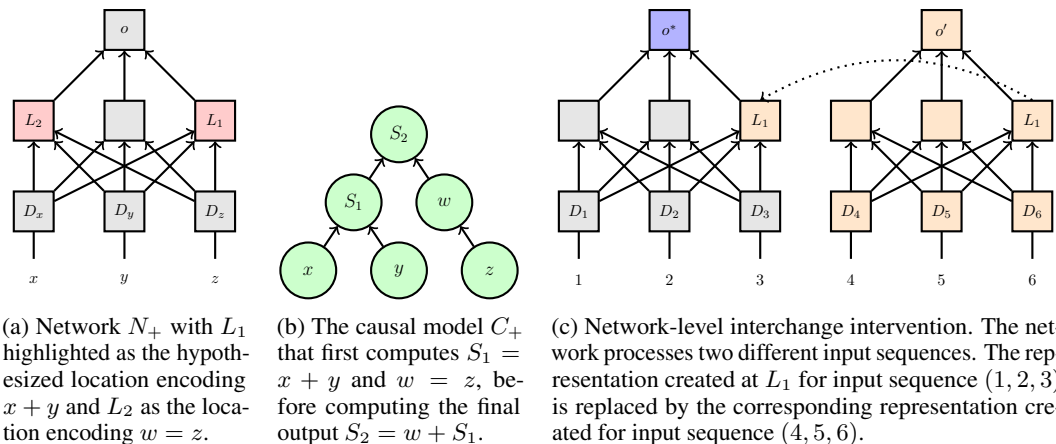 o
L₂ L₁
Dₓ Dᵧ D_z
x y z
S₂
S₁ w
x y z
o* o′
L₁ L₁
D₁ D₂ D₃ D₄ D₅ D₆
1 2 3 4 5 6
(a) Network N₊ with L₁
highlighted as the hypoth-
esized location encoding
x + y and L₂ as the loca-
tion encoding w = z.
(b) The causal model C₊
that first computes S₁ =
x + y and w = z, be-
fore computing the final
output S₂ = w + S₁.
(c) Network-level interchange intervention. The net-
work processes two different input sequences. The rep-
resentation created at L₁ for input sequence (1, 2, 3)
is replaced by the corresponding representation cre-
ated for input sequence (4, 5, 6).